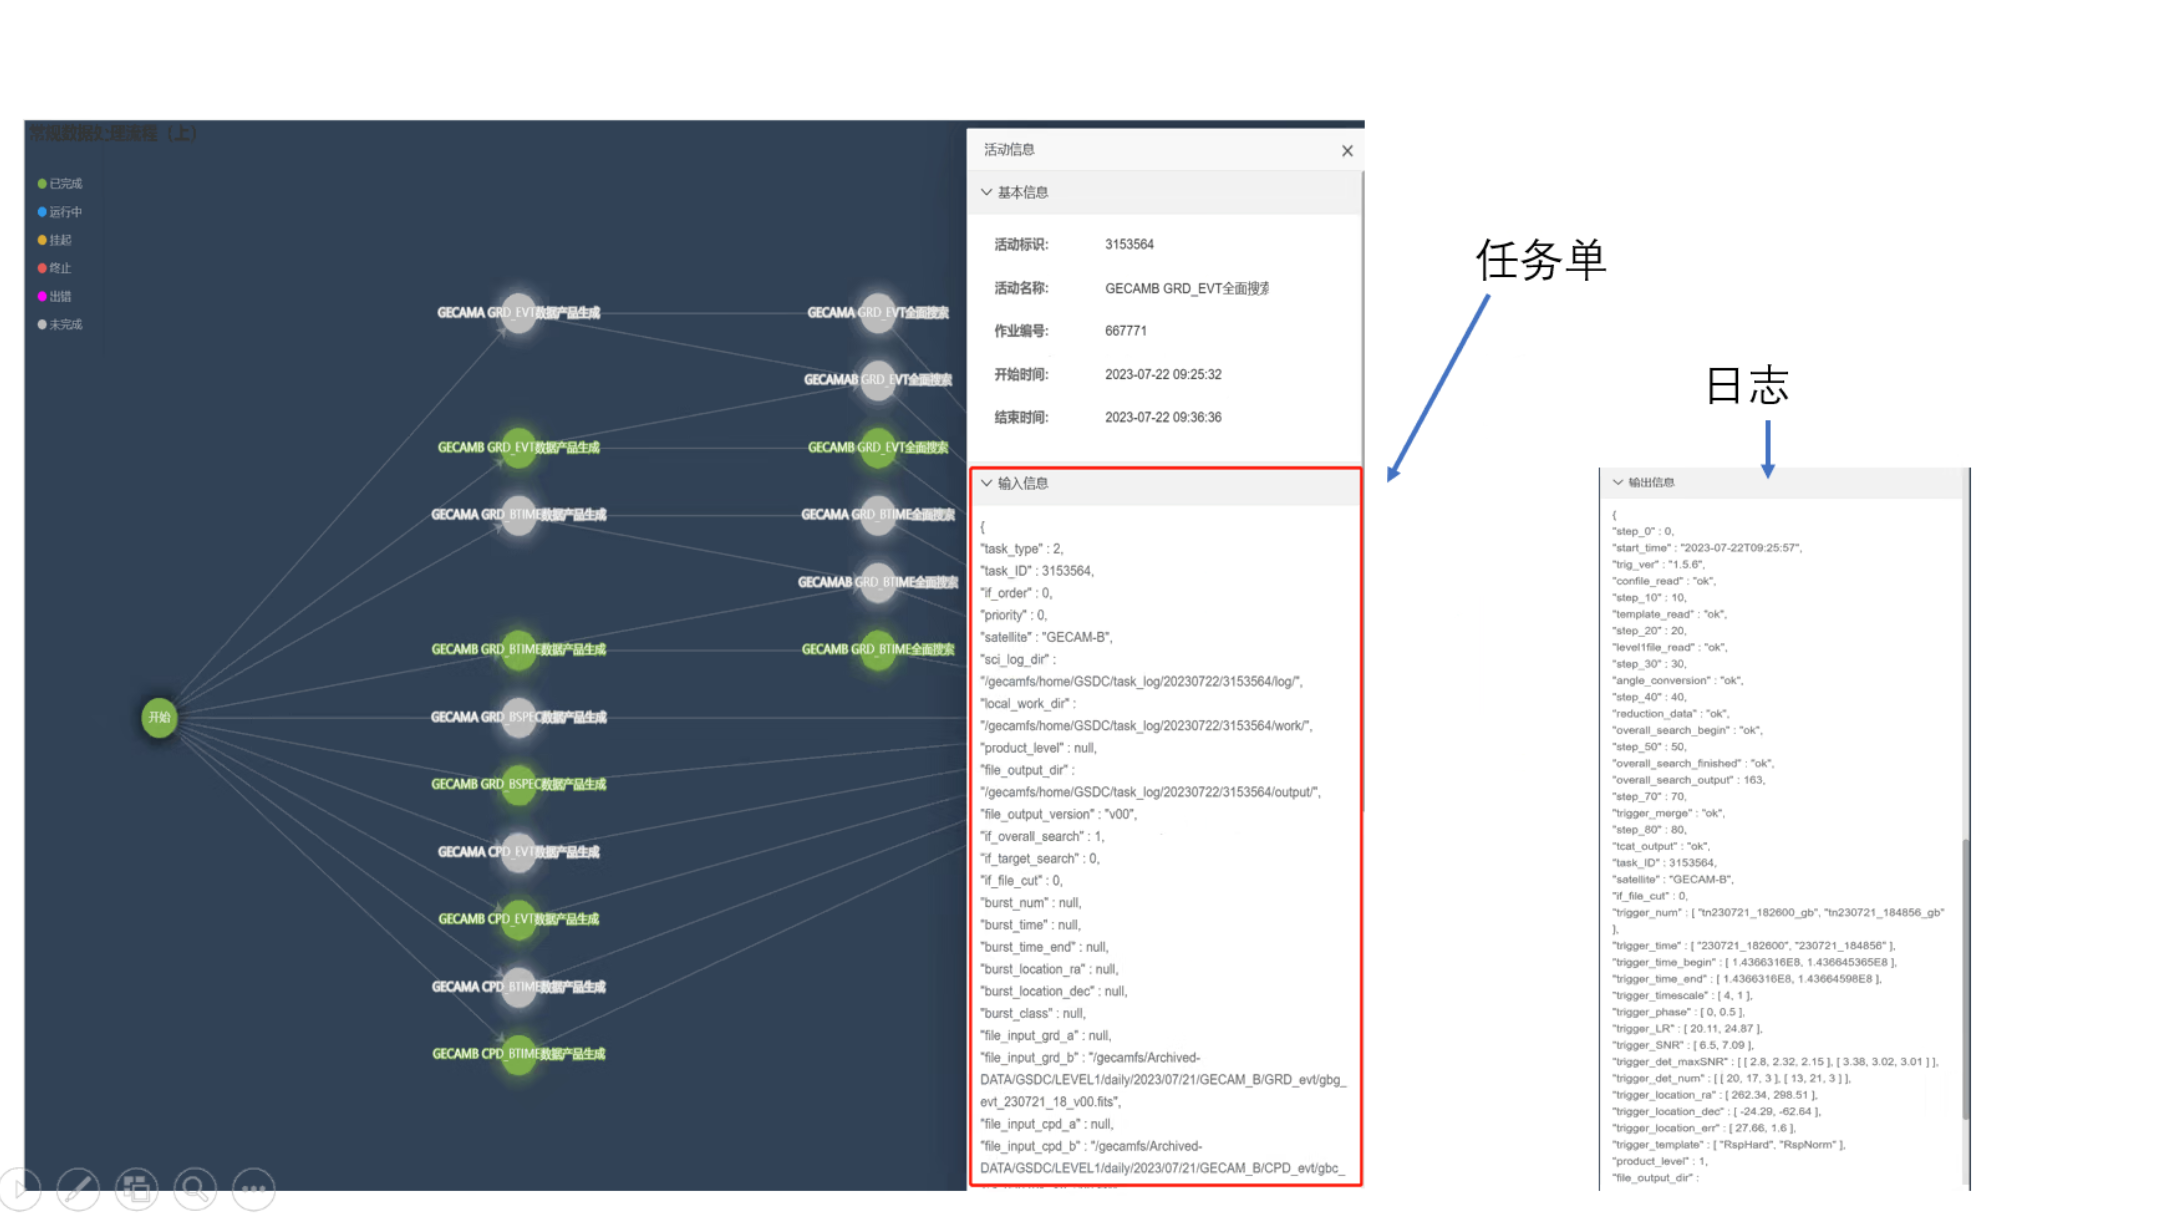 常规数据处理流程（上）
已完成
运行中
挂起
终止
出错
未完成
开始
GECAMA GRD_EVT数据产品生成
GECAMB GRD_EVT数据产品生成
GECAMA GRD_BTIME数据产品生成
GECAMB GRD_BTIME数据产品生成
GECAMA GRD_BSPEC数据产品生成
GECAMB GRD_BSPEC数据产品生成
GECAMA CPD_EVT数据产品生成
GECAMB CPD_EVT数据产品生成
GECAMA CPD_BTIME数据产品生成
GECAMB CPD_BTIME数据产品生成
GECAMA GRD_EVT全面搜索
GECAMAB GRD_EVT全面搜索
GECAMB GRD_EVT全面搜索
GECAMA GRD_BTIME全面搜索
GECAMAB GRD_BTIME全面搜索
GECAMB GRD_BTIME全面搜索
活动信息
基本信息
活动标识: 3153564
活动名称: GECAMB GRD_EVT全面搜索
作业编号: 667771
开始时间: 2023-07-22 09:25:32
结束时间: 2023-07-22 09:36:36
输入信息
{
"task_type" : 2,
"task_ID" : 3153564,
"if_order" : 0,
"priority" : 0,
"satellite" : "GECAM-B",
"sci_log_dir" :
"/gecamfs/home/GSDC/task_log/20230722/3153564/log/",
"local_work_dir" :
"/gecamfs/home/GSDC/task_log/20230722/3153564/work/",
"product_level" : null,
"file_output_dir" :
"/gecamfs/home/GSDC/task_log/20230722/3153564/output/",
"file_output_version" : "v00",
"if_overall_search" : 1,
"if_target_search" : 0,
"if_file_cut" : 0,
"burst_num" : null,
"burst_time" : null,
"burst_time_end" : null,
"burst_location_ra" : null,
"burst_location_dec" : null,
"burst_class" : null,
"file_input_grd_a" : null,
"file_input_grd_b" : "/gecamfs/Archived-
DATA/GSDC/LEVEL1/daily/2023/07/21/GECAM_B/GRD_evt/gbg_
evt_230721_18_v00.fits",
"file_input_cpd_a" : null,
"file_input_cpd_b" : "/gecamfs/Archived-
DATA/GSDC/LEVEL1/daily/2023/07/21/GECAM_B/CPD_evt/gbc_
任务单
日志
输出信息
{
"step_0" : 0,
"start_time" : "2023-07-22T09:25:57",
"trig_ver" : "1.5.6",
"confile_read" : "ok",
"step_10" : 10,
"template_read" : "ok",
"step_20" : 20,
"level1file_read" : "ok",
"step_30" : 30,
"angle_conversion" : "ok",
"step_40" : 40,
"reduction_data" : "ok",
"overall_search_begin" : "ok",
"step_50" : 50,
"overall_search_finished" : "ok",
"overall_search_output" : 163,
"step_70" : 70,
"trigger_merge" : "ok",
"step_80" : 80,
"tcat_output" : "ok",
"task_ID" : 3153564,
"satellite" : "GECAM-B",
"if_file_cut" : 0,
"trigger_num" : [ "tn230721_182600_gb", "tn230721_184856_gb"
],
"trigger_time" : [ "230721_182600", "230721_184856" ],
"trigger_time_begin" : [ 1.4366316E8, 1.436645365E8 ],
"trigger_time_end" : [ 1.4366316E8, 1.43664598E8 ],
"trigger_timescale" : [ 4, 1 ],
"trigger_phase" : [ 0, 0.5 ],
"trigger_LR" : [ 20.11, 24.87 ],
"trigger_SNR" : [ 6.5, 7.09 ],
"trigger_det_maxSNR" : [ [ 2.8, 2.32, 2.15 ], [ 3.38, 3.02, 3.01 ] ],
"trigger_det_num" : [ [ 20, 17, 3 ], [ 13, 21, 3 ] ],
"trigger_location_ra" : [ 262.34, 298.51 ],
"trigger_location_dec" : [ -24.29, -62.64 ],
"trigger_location_err" : [ 27.66, 1.6 ],
"trigger_template" : [ "RspHard", "RspNorm" ],
"product_level" : 1,
"file_output_dir" :